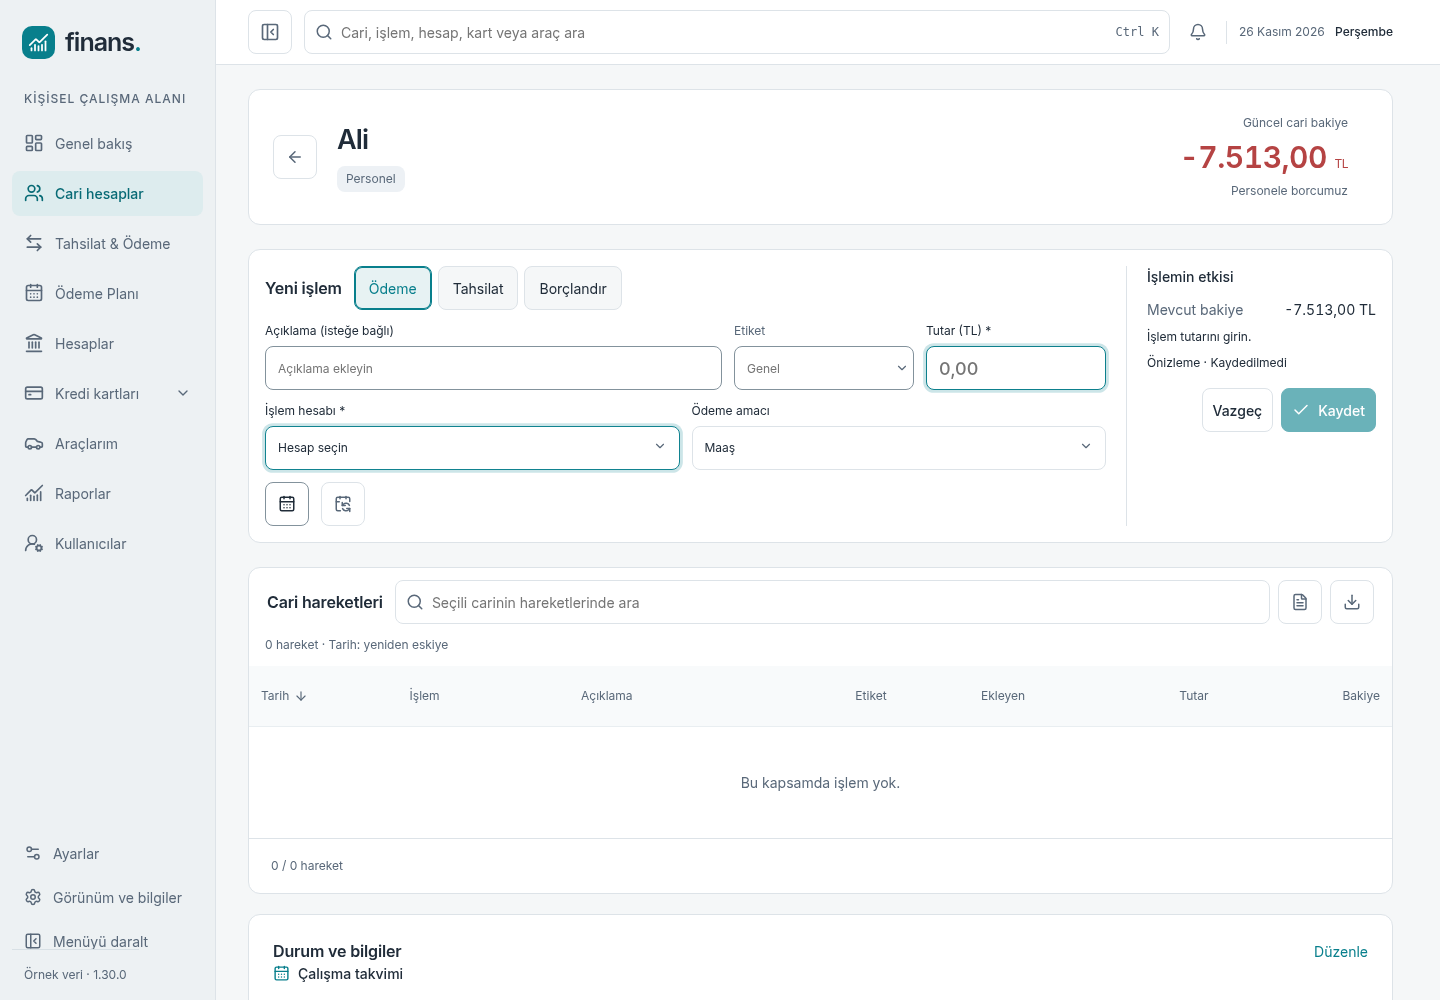 finans.
KİŞİSEL ÇALIŞMA ALANI
Genel bakış
Cari hesaplar
Tahsilat & Ödeme
Ödeme Planı
Hesaplar
Kredi kartları
Araçlarım
Raporlar
Kullanıcılar
Ayarlar
Görünüm ve bilgiler
Menüyü daralt
Örnek veri · 1.30.0
Cari, işlem, hesap, kart veya araç ara
Ctrl K
26 Kasım 2026 Perşembe
Ali
Personel
Güncel cari bakiye
-7.513,00 TL
Personele borcumuz
Yeni işlem
Ödeme
Tahsilat
Borçlandır
Açıklama (isteğe bağlı)
Etiket
Tutar (TL) *
Açıklama ekleyin
Genel
0,00
İşlem hesabı *
Ödeme amacı
Hesap seçin
Maaş
İşlemin etkisi
Mevcut bakiye -7.513,00 TL
İşlem tutarını girin.
Önizleme · Kaydedilmedi
Vazgeç
Kaydet
Cari hareketleri
Seçili carinin hareketlerinde ara
0 hareket · Tarih: yeniden eskiye
Tarih İşlem Açıklama Etiket Ekleyen Tutar Bakiye
Bu kapsamda işlem yok.
0 / 0 hareket
Durum ve bilgiler
Düzenle
Çalışma takvimi